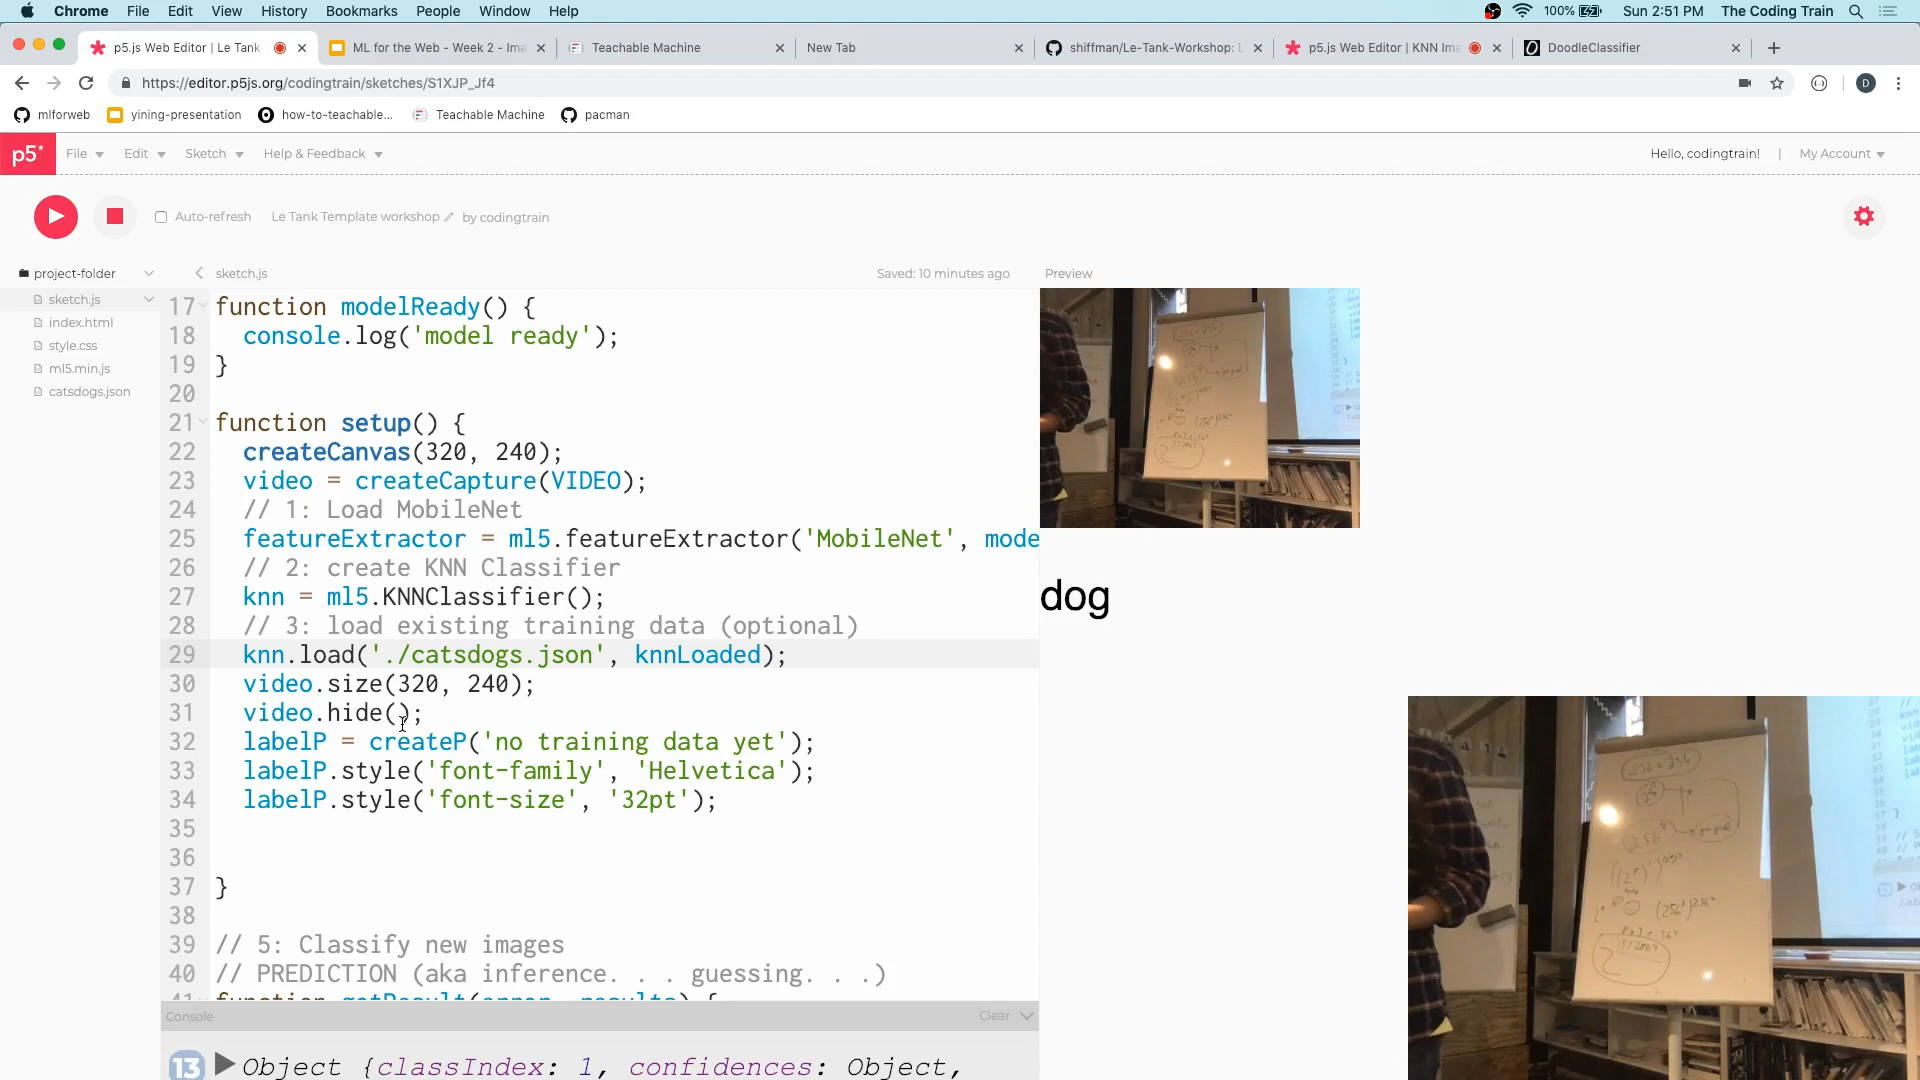 Chrome File Edit View History Bookmarks People Window Help 100% Sun 2:51 PM The Coding Train
p5.js Web Editor | Le Tank ML for the Web - Week 2 - Ima Teachable Machine New Tab shiffman/Le-Tank-Workshop: p5.js Web Editor | KNN Ima DoodleClassifier
https://editor.p5js.org/codingtrain/sketches/S1XJP_Jf4 D
mlforweb yining-presentation how-to-teachable... Teachable Machine pacman
p5* File Edit Sketch Help & Feedback Hello, codingtrain! | My Account
Auto-refresh Le Tank Template workshop by codingtrain
project-folder sketch.js Saved: 10 minutes ago Preview
sketch.js
index.html
style.css
ml5.min.js
catsdogs.json
17 function modelReady() {
18 console.log('model ready');
19 }
20
21 function setup() {
22 createCanvas(320, 240);
23 video = createCapture(VIDEO);
24 // 1: Load MobileNet
25 featureExtractor = ml5.featureExtractor('MobileNet', mode
26 // 2: create KNN Classifier
27 knn = ml5.KNNClassifier();
28 // 3: load existing training data (optional)
29 knn.load('./catsdogs.json', knnLoaded);
30 video.size(320, 240);
31 video.hide();
32 labelP = createP('no training data yet');
33 labelP.style('font-family', 'Helvetica');
34 labelP.style('font-size', '32pt');
35
36
37 }
38
39 // 5: Classify new images
40 // PREDICTION (aka inference. . . guessing. . .)
41 function getResult(error, results) {
dog
Console Clear
13 Object {classIndex: 1, confidences: Object,